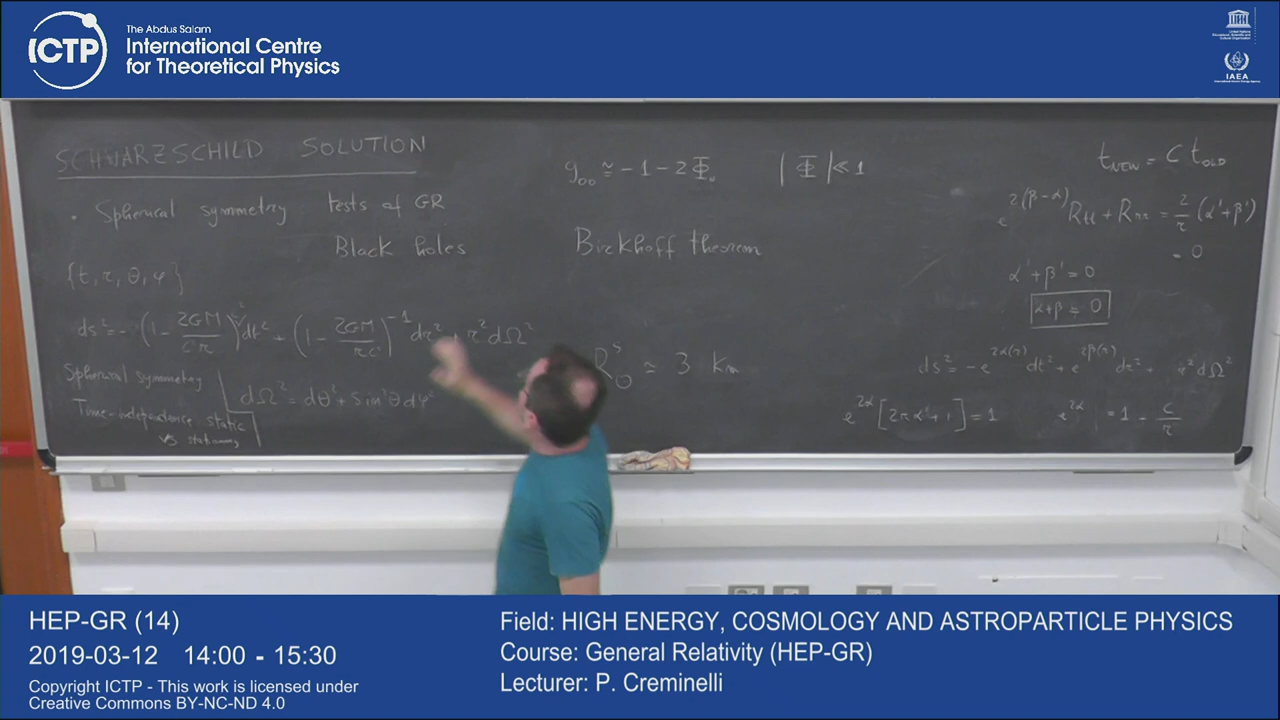 ICTP
The Abdus Salam
International Centre
for Theoretical Physics
IAEA
SCHWARZSCHILD SOLUTION
· Spherical symmetry
tests of GR
Black holes
{t, r, θ, φ}
ds² = - (1 - 2GM/c²r) c² dt² + (1 - 2GM/rc²)⁻¹ dr² + r² dΩ²
Spherical symmetry
dΩ² = dθ² + sin²θ dφ²
Time-independence static
vs stationary
g₀₀ ≃ -1 - 2Φ_N
|Φ| ≪ 1
Birkhoff theorem
R^S_⊙ ≃ 3 Km
t_NEW = C t_OLD
e^{2(β-α)} R_tt + R_rr = 2/r (α' + β')
= 0
α' + β' = 0
α + β = 0
ds² = -e^{2α(r)} dt² + e^{2β(r)} dr² + r² dΩ²
e^{2α} [2rα' + 1] = 1
e^{2α} = 1 - C/r
HEP-GR (14)
2019-03-12 14:00 - 15:30
Copyright ICTP - This work is licensed under
Creative Commons BY-NC-ND 4.0
Field: HIGH ENERGY, COSMOLOGY AND ASTROPARTICLE PHYSICS
Course: General Relativity (HEP-GR)
Lecturer: P. Creminelli